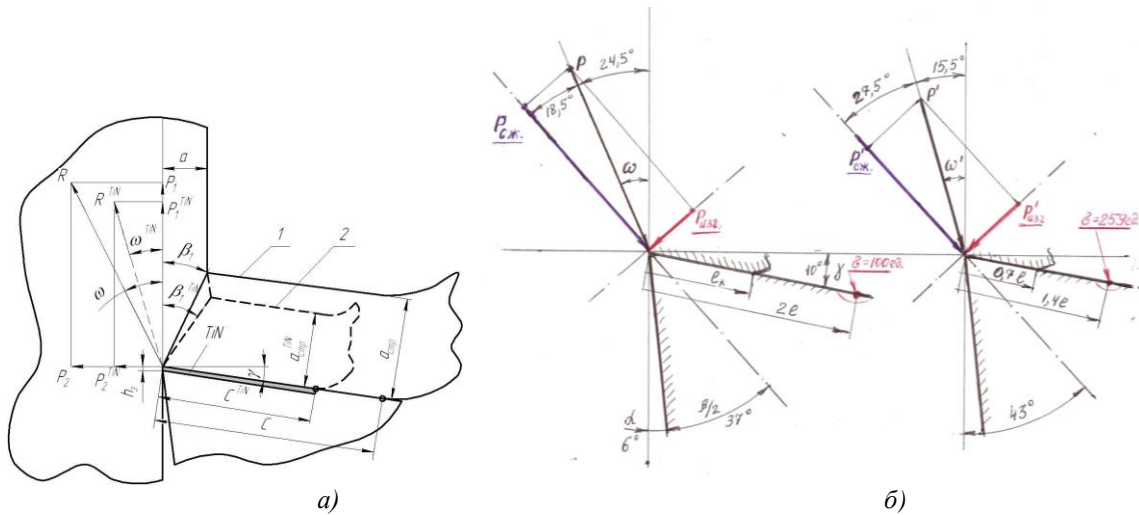 a
R
P₁
R^TiN
P₁^TiN
ω^TiN
β₁
1
2
ω
β₁^TiN
TiN
a_стр^TiN
a_стр
P₂
P₂^TiN
γ
h₃
C^TiN
C
а)
P
24,5°
18,5°
Pсж.
ω
Pизг.
10°
γ
σ=100ед.
2e
α
6°
β/2
37°
15,5°
27,5°
P'
P'сж.
ω'
P'изг
σ=259ед.
0,7e
1,4e
43°
б)